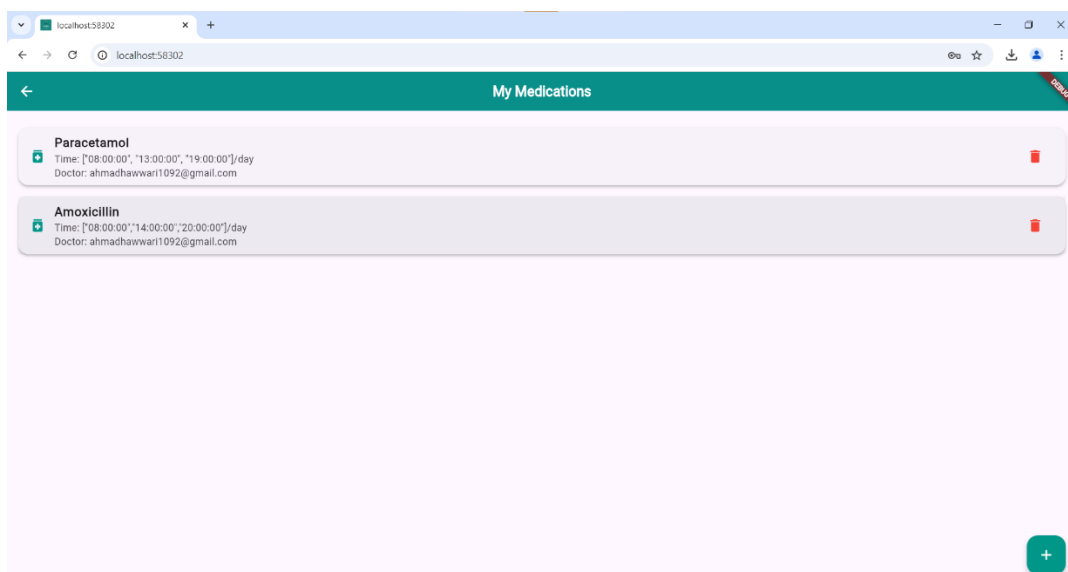 localhost:58302
localhost:58302
My Medications
DEBUG
Paracetamol
Time: ["08:00:00", "13:00:00", "19:00:00"]/day
Doctor: ahmadhawwari1092@gmail.com
Amoxicillin
Time: ["08:00:00","14:00:00","20:00:00"]/day
Doctor: ahmadhawwari1092@gmail.com